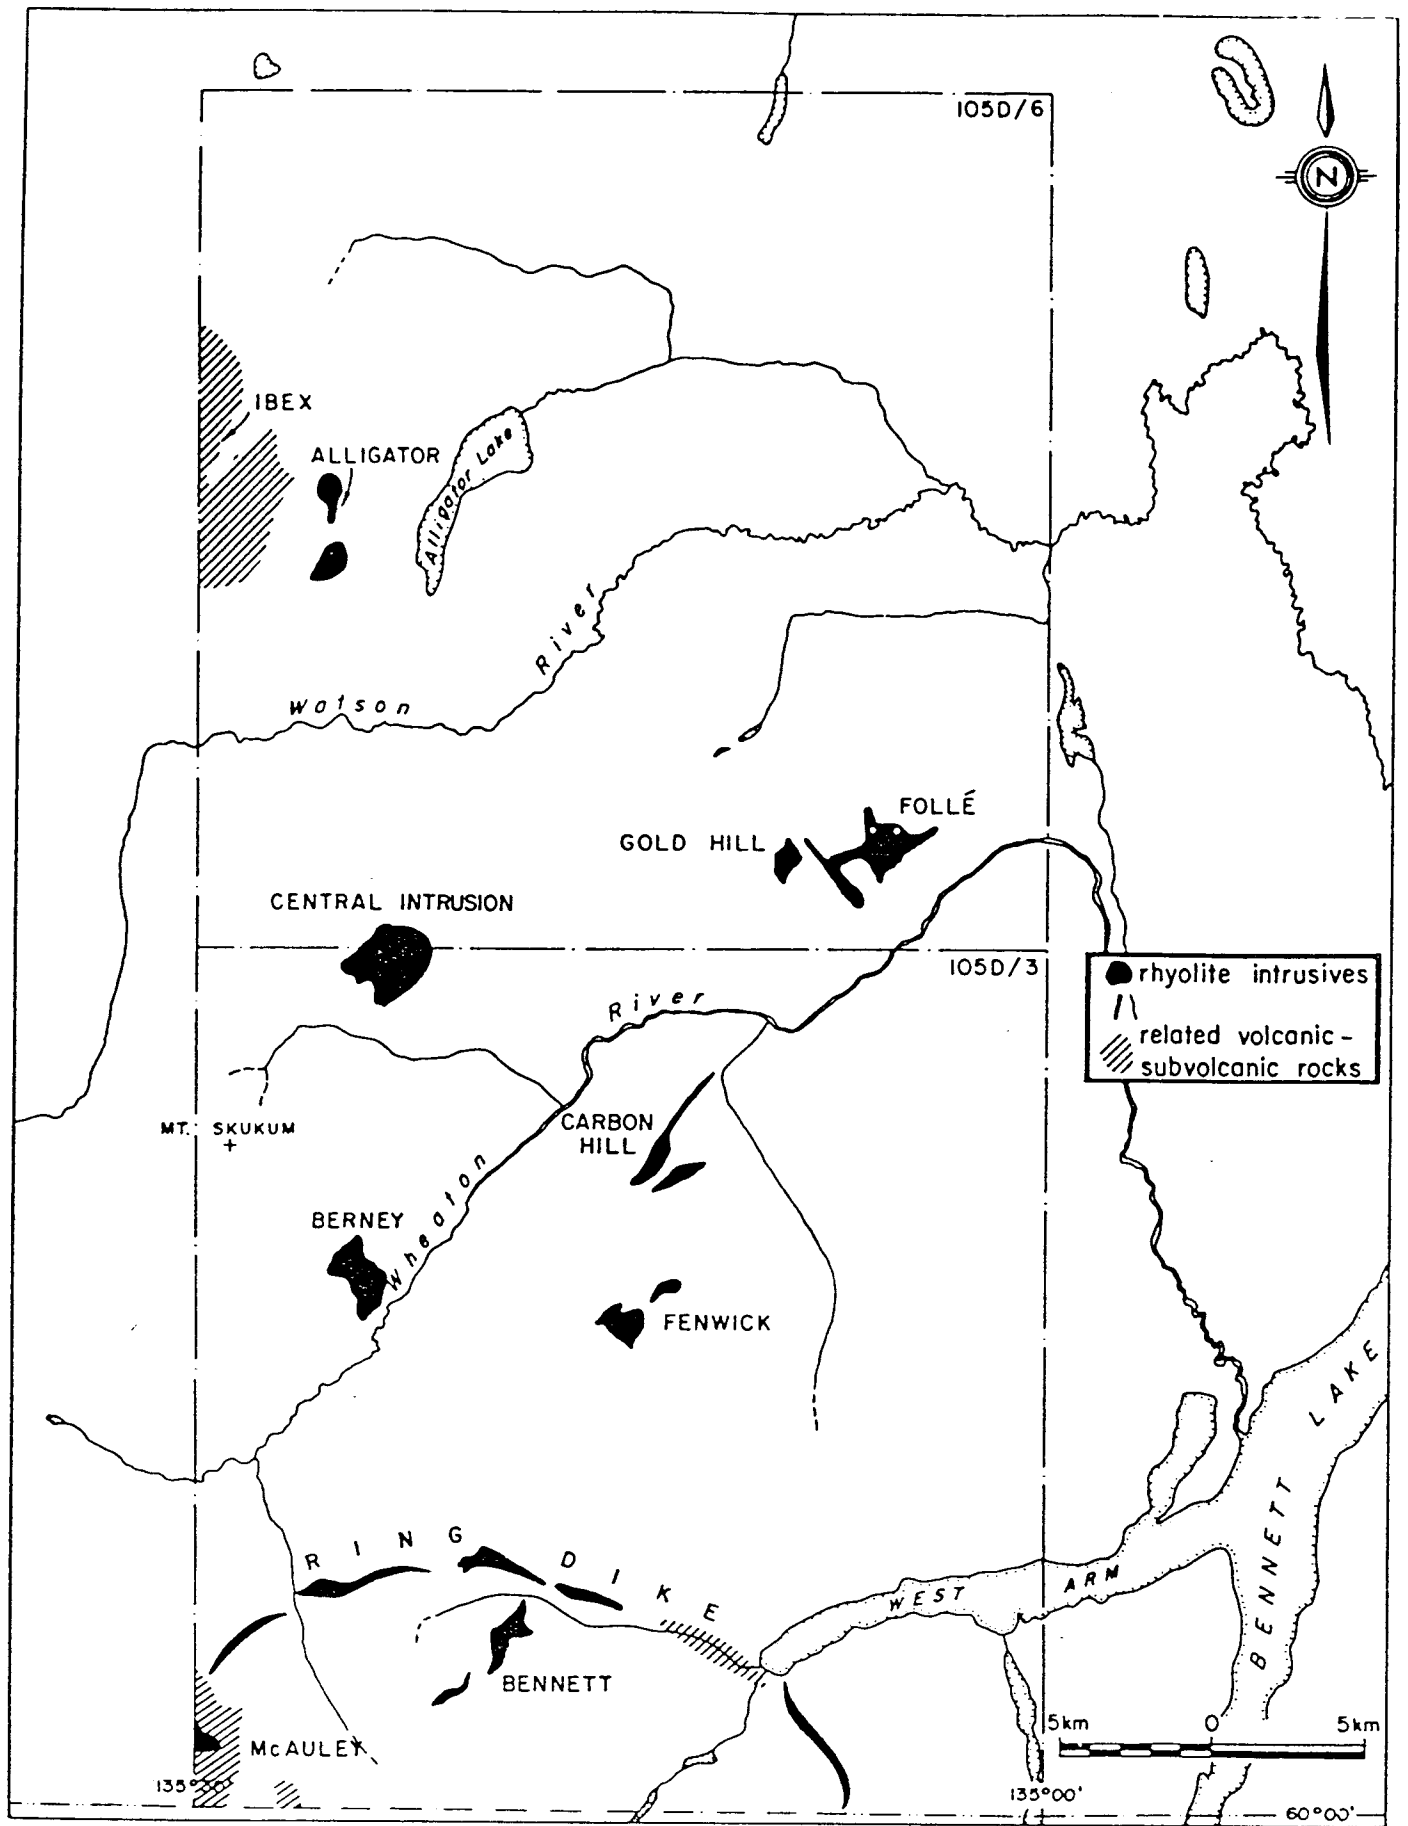 105D/6
N
IBEX
ALLIGATOR
Alligator Lake
River
Watson
FOLLÉ
GOLD HILL
CENTRAL INTRUSION
105D/3
rhyolite intrusives
related volcanic-
subvolcanic rocks
River
CARBON
HILL
MT. SKUKUM
Wheaton
BERNEY
FENWICK
BENNETT LAKE
RING DIKE
WEST ARM
BENNETT
McAULEY
5km 0 5km
135°00'
60°00'